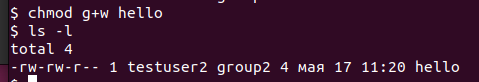 $ chmod g+w hello
$ ls -l
total 4
-rw-rw-r-- 1 testuser2 group2 4 мая 17 11:20 hello
$